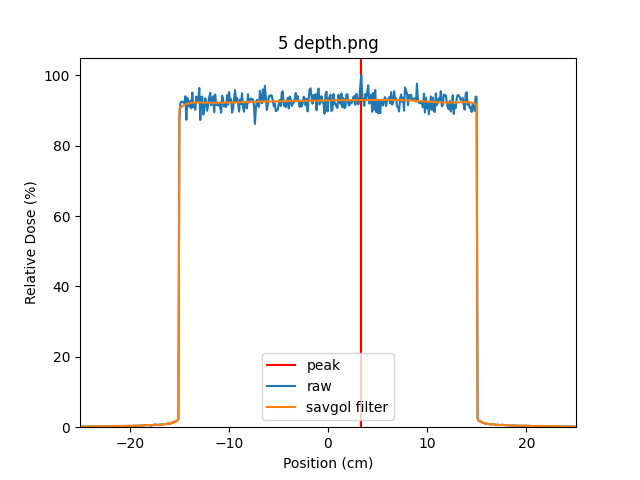 5 depth.png
100
80
60
40
20
0
Relative Dose (%)
peak
raw
savgol filter
−20
−10
0
10
20
Position (cm)